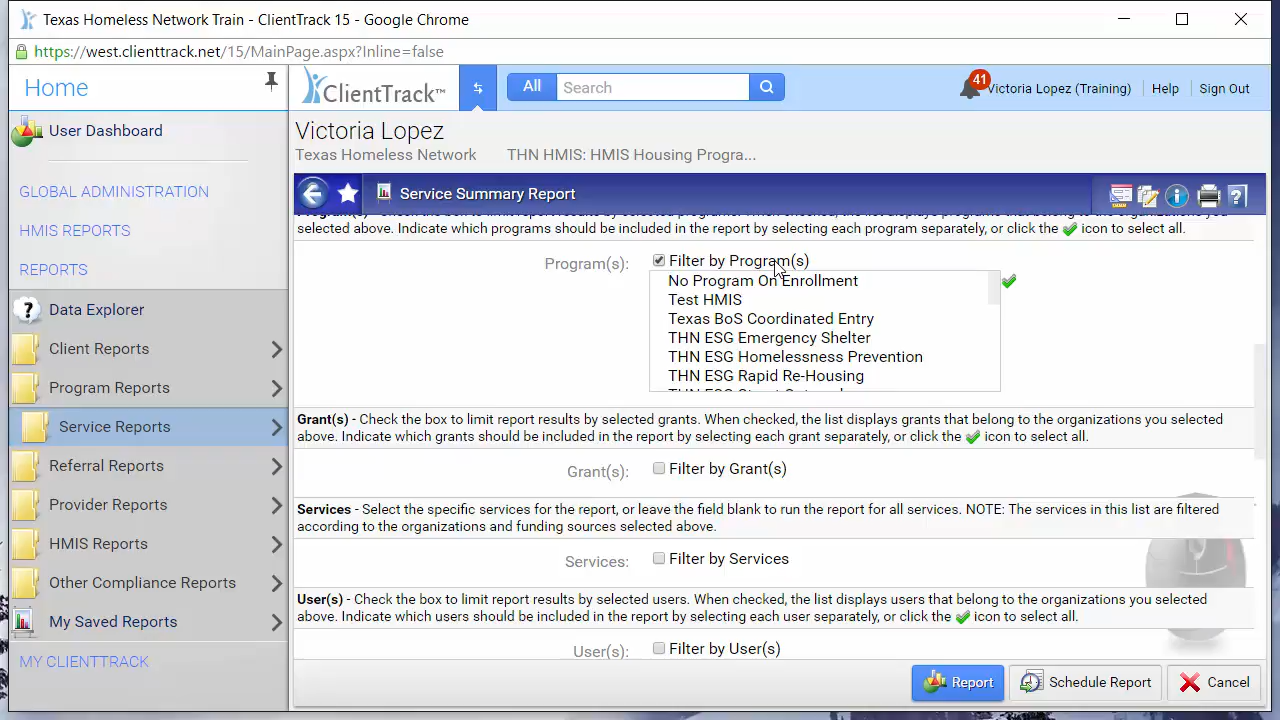 Texas Homeless Network Train - ClientTrack 15 - Google Chrome
https://west.clienttrack.net/15/MainPage.aspx?Inline=false
Home
ClientTrack™
All
Search
41
Victoria Lopez (Training)
Help
Sign Out
User Dashboard
GLOBAL ADMINISTRATION
HMIS REPORTS
REPORTS
Data Explorer
Client Reports
Program Reports
Service Reports
Referral Reports
Provider Reports
HMIS Reports
Other Compliance Reports
My Saved Reports
MY CLIENTTRACK
Victoria Lopez
Texas Homeless Network
THN HMIS: HMIS Housing Progra...
Service Summary Report
selected above. Indicate which programs should be included in the report by selecting each program separately, or click the icon to select all.
Program(s):
Filter by Program(s)
No Program On Enrollment
Test HMIS
Texas BoS Coordinated Entry
THN ESG Emergency Shelter
THN ESG Homelessness Prevention
THN ESG Rapid Re-Housing
Grant(s) - Check the box to limit report results by selected grants. When checked, the list displays grants that belong to the organizations you selected
above. Indicate which grants should be included in the report by selecting each grant separately, or click the icon to select all.
Grant(s):
Filter by Grant(s)
Services - Select the specific services for the report, or leave the field blank to run the report for all services. NOTE: The services in this list are filtered
according to the organizations and funding sources selected above.
Services:
Filter by Services
User(s) - Check the box to limit report results by selected users. When checked, the list displays users that belong to the organizations you selected
above. Indicate which users should be included in the report by selecting each user separately, or click the icon to select all.
User(s):
Filter by User(s)
Report
Schedule Report
Cancel